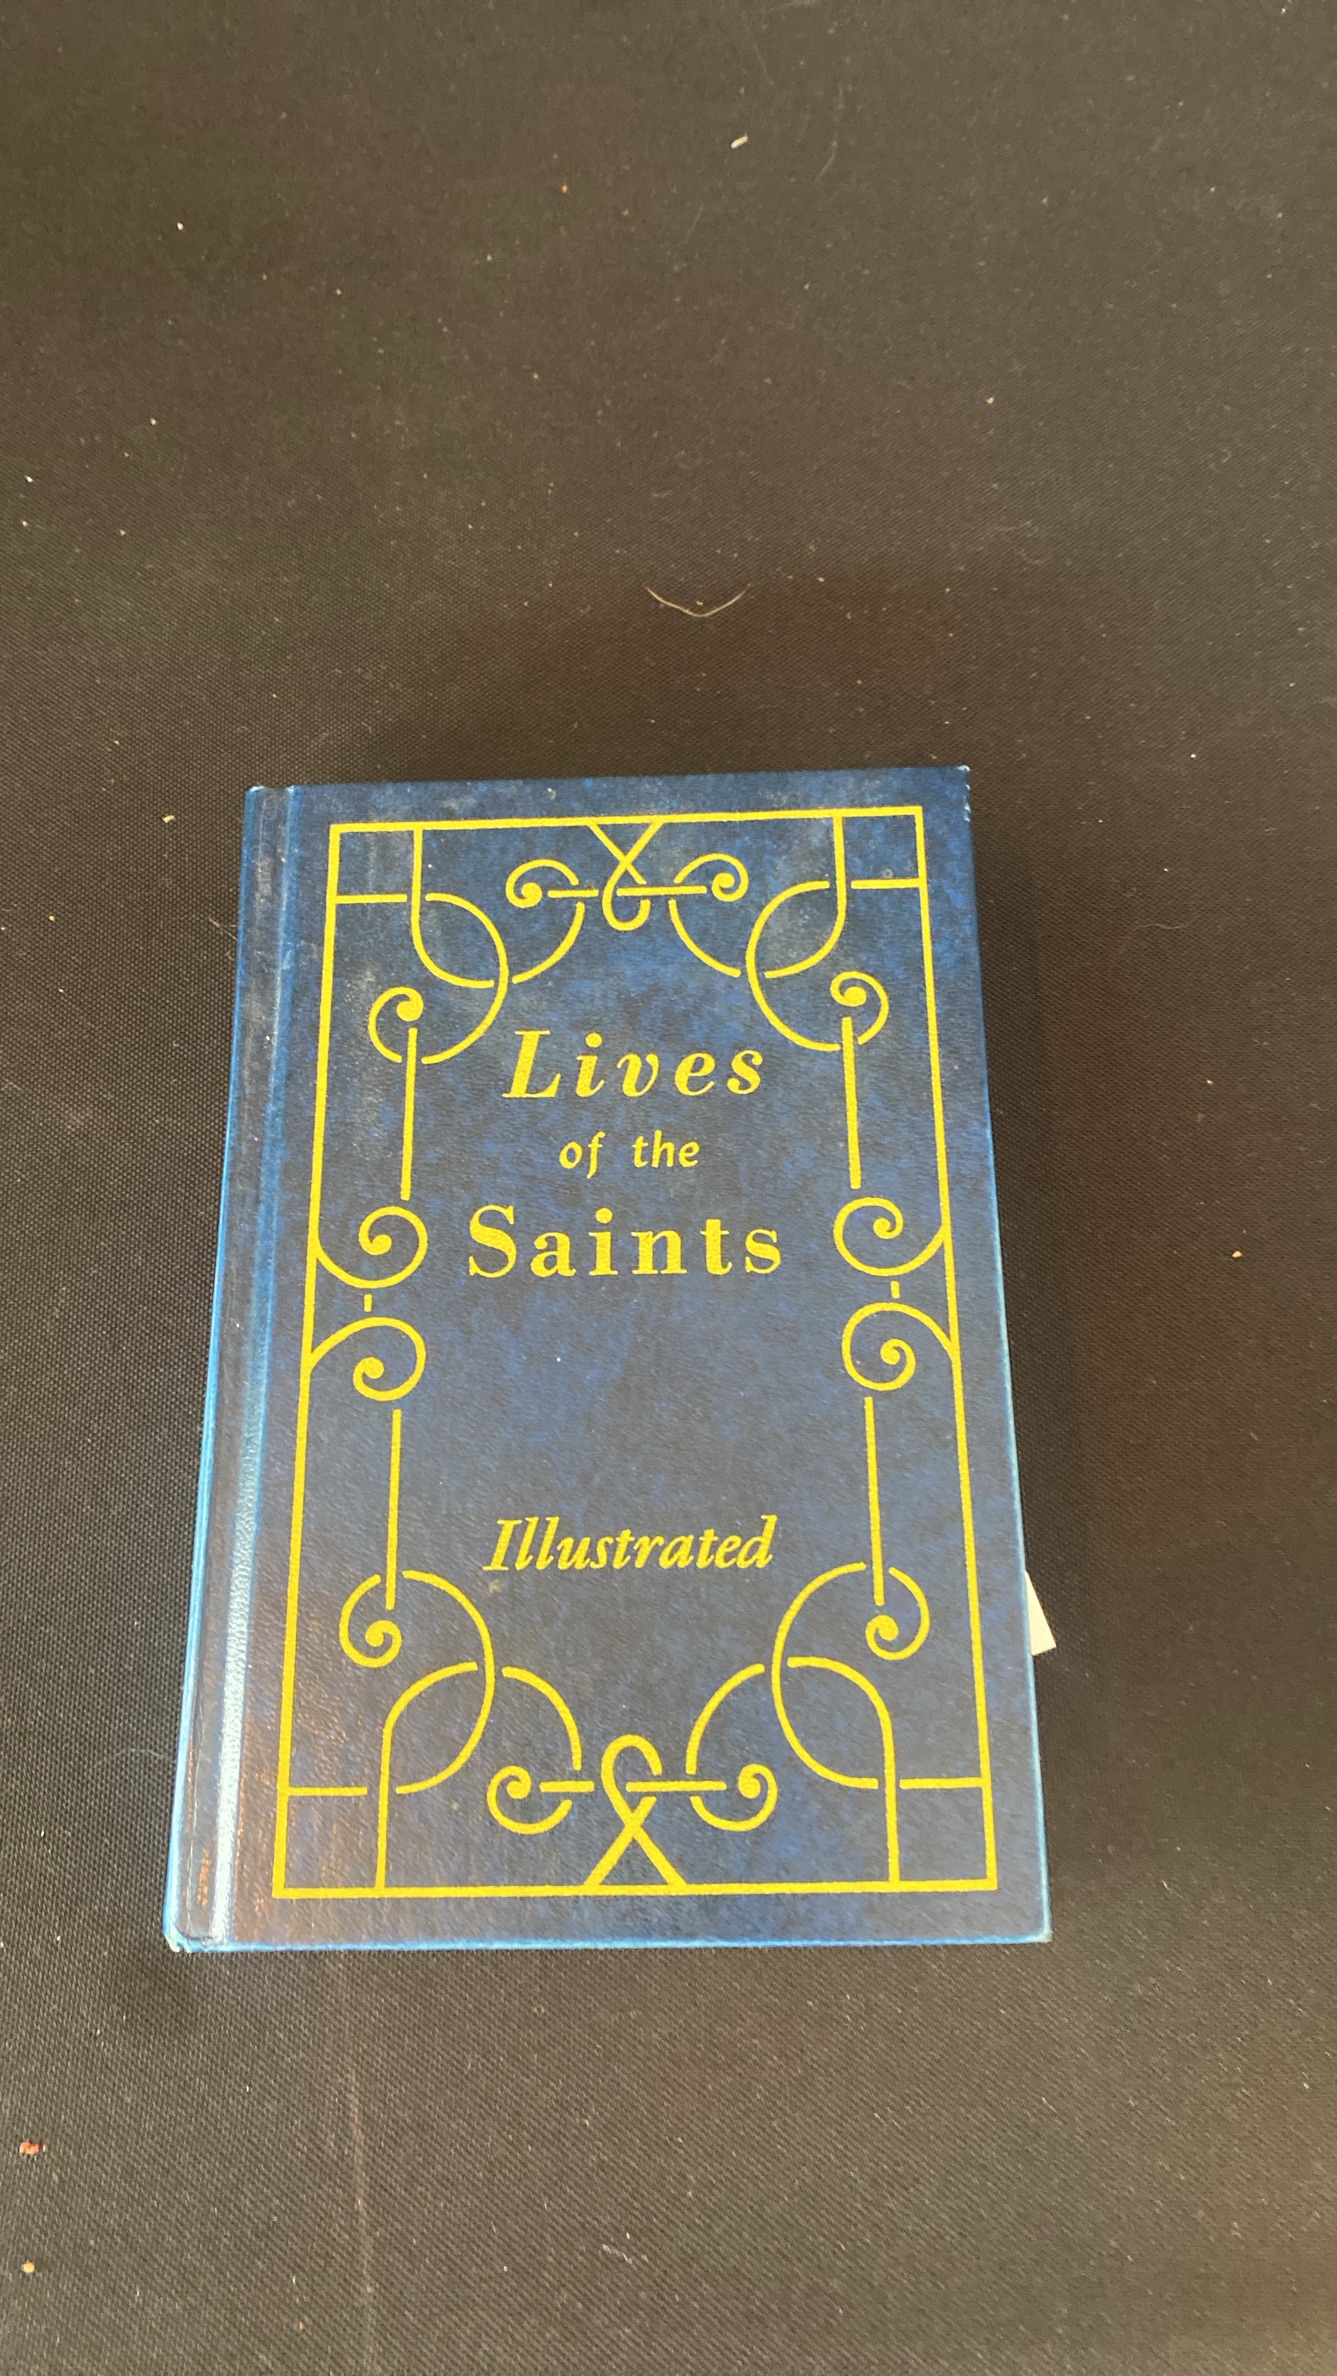 Lives
of the
Saints
Illustrated